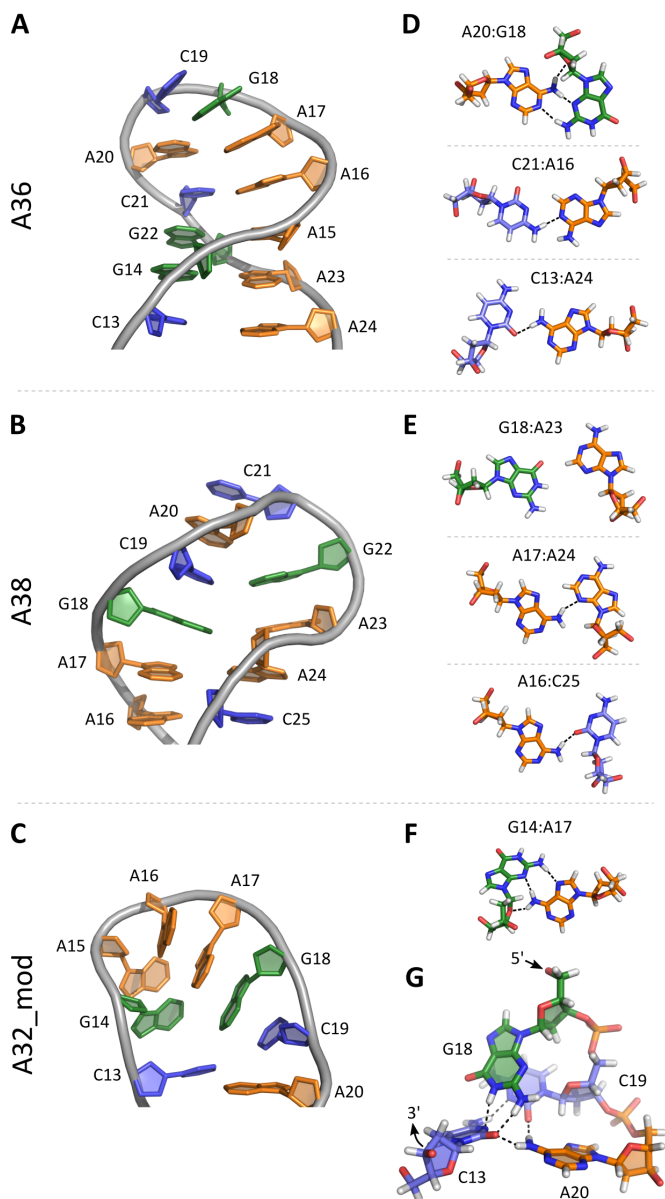 A
A36
C19
G18
A17
A20
A16
C21
G22
A15
G14
A23
C13
A24
D
A20:G18
C21:A16
C13:A24
B
A38
C21
A20
C19
G22
G18
A23
A17
A24
A16
C25
E
G18:A23
A17:A24
A16:C25
C
A32_mod
A16
A17
A15
G18
G14
C19
C13
A20
F
G14:A17
G
5'
G18
C19
3'
C13
A20